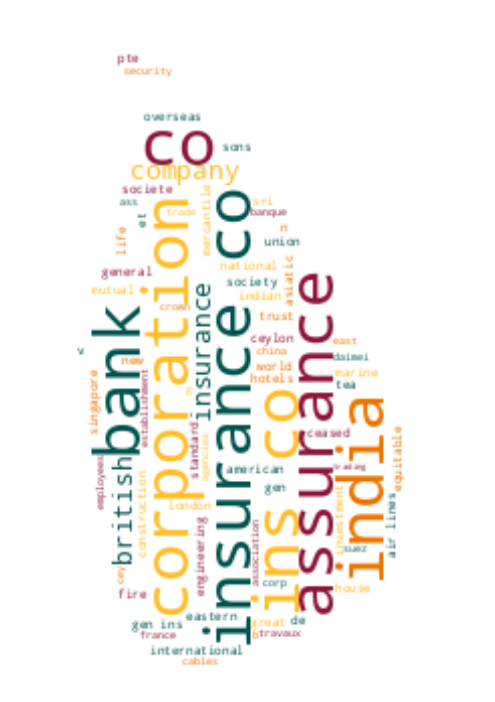 pte
security
overseas
co
sons
company
societe
ass
et
trade
mercantile
sri
banque
n
union
life
general
national
society
indian
asiatic
mutual
crown
insurance
corporation
insurance co
trust
bank
ceylon
china
east
daimei
v
new
world
hotels
marine
tea
singapore
establishment
ins co
assurance
india
ceased
standard
agencies
american
trading
equitable
employees
british
construction
gen
london
investment
air lines
engineering
association
suez
cey
fire
corp
house
gen ins
eastern
great
de
france
travaux
international
cables